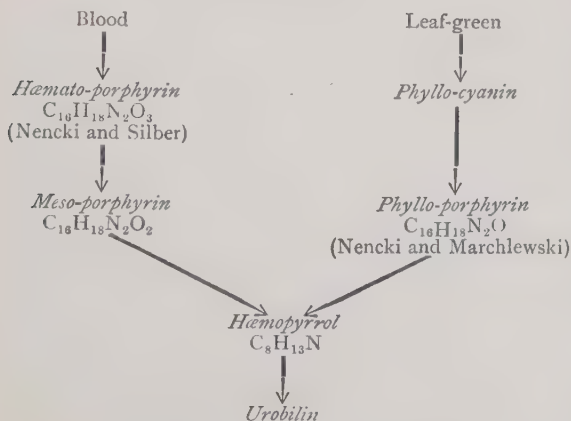 Blood
Leaf-green
Hæmato-porphyrin
C₁₆H₁₈N₂O₃
(Nencki and Silber)
Phyllo-cyanin
Meso-porphyrin
C₁₆H₁₈N₂O₂
Phyllo-porphyrin
C₁₆H₁₈N₂O
(Nencki and Marchlewski)
Hæmopyrrol
C₈H₁₃N
Urobilin